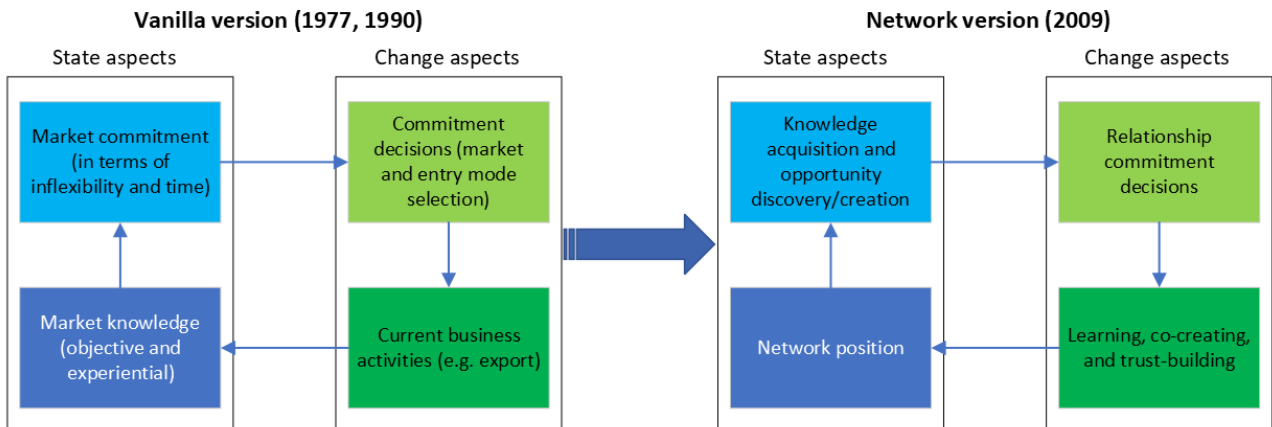 Vanilla version (1977, 1990)
State aspects
Change aspects
Market commitment
(in terms of
inflexibility and time)
Commitment
decisions (market
and entry mode
selection)
Market knowledge
(objective and
experiential)
Current business
activities (e.g. export)
Network version (2009)
State aspects
Change aspects
Knowledge
acquisition and
opportunity
discovery/creation
Relationship
commitment
decisions
Network position
Learning, co-creating,
and trust-building